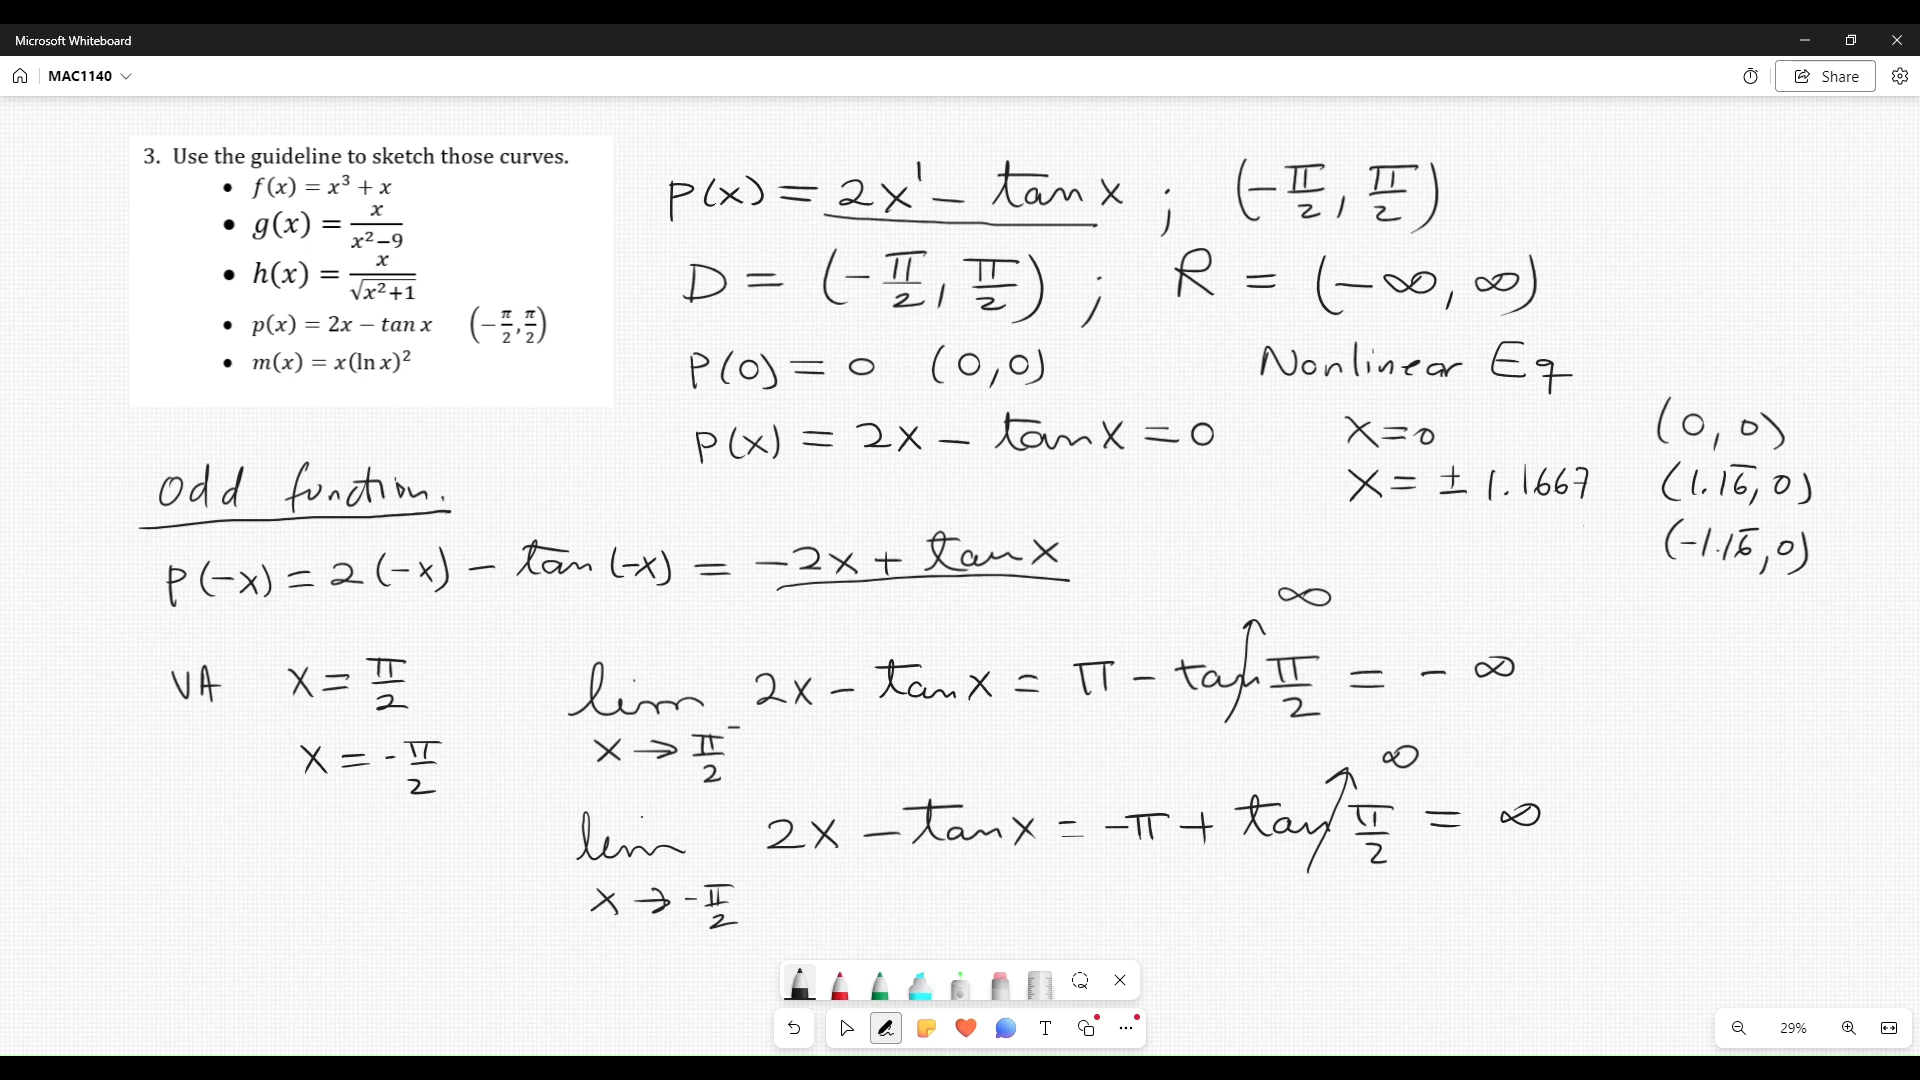 Microsoft Whiteboard
MAC1140
Share
3. Use the guideline to sketch those curves.
• f(x) = x³ + x
• g(x) = x/(x²−9)
• h(x) = x/√(x²+1)
• p(x) = 2x − tan x (−π/2, π/2)
• m(x) = x(ln x)²
P(x) = 2x' − tan x ; (−π/2, π/2)
D = (−π/2, π/2) ; R = (−∞, ∞)
P(0) = 0 (0,0) Nonlinear Eq
P(x) = 2x − tan x = 0 x=0 (0,0)
x = ± 1.1667 (1.16̅, 0)
(−1.16̅, 0)
odd function.
P(−x) = 2(−x) − tan(−x) = −2x + tan x
VA x = π/2 lim x→π/2⁻ 2x − tan x = π − tan π/2 = − ∞
∞
x = −π/2
lim x→−π/2 2x − tan x = −π + tan π/2 = ∞
∞
T
29%